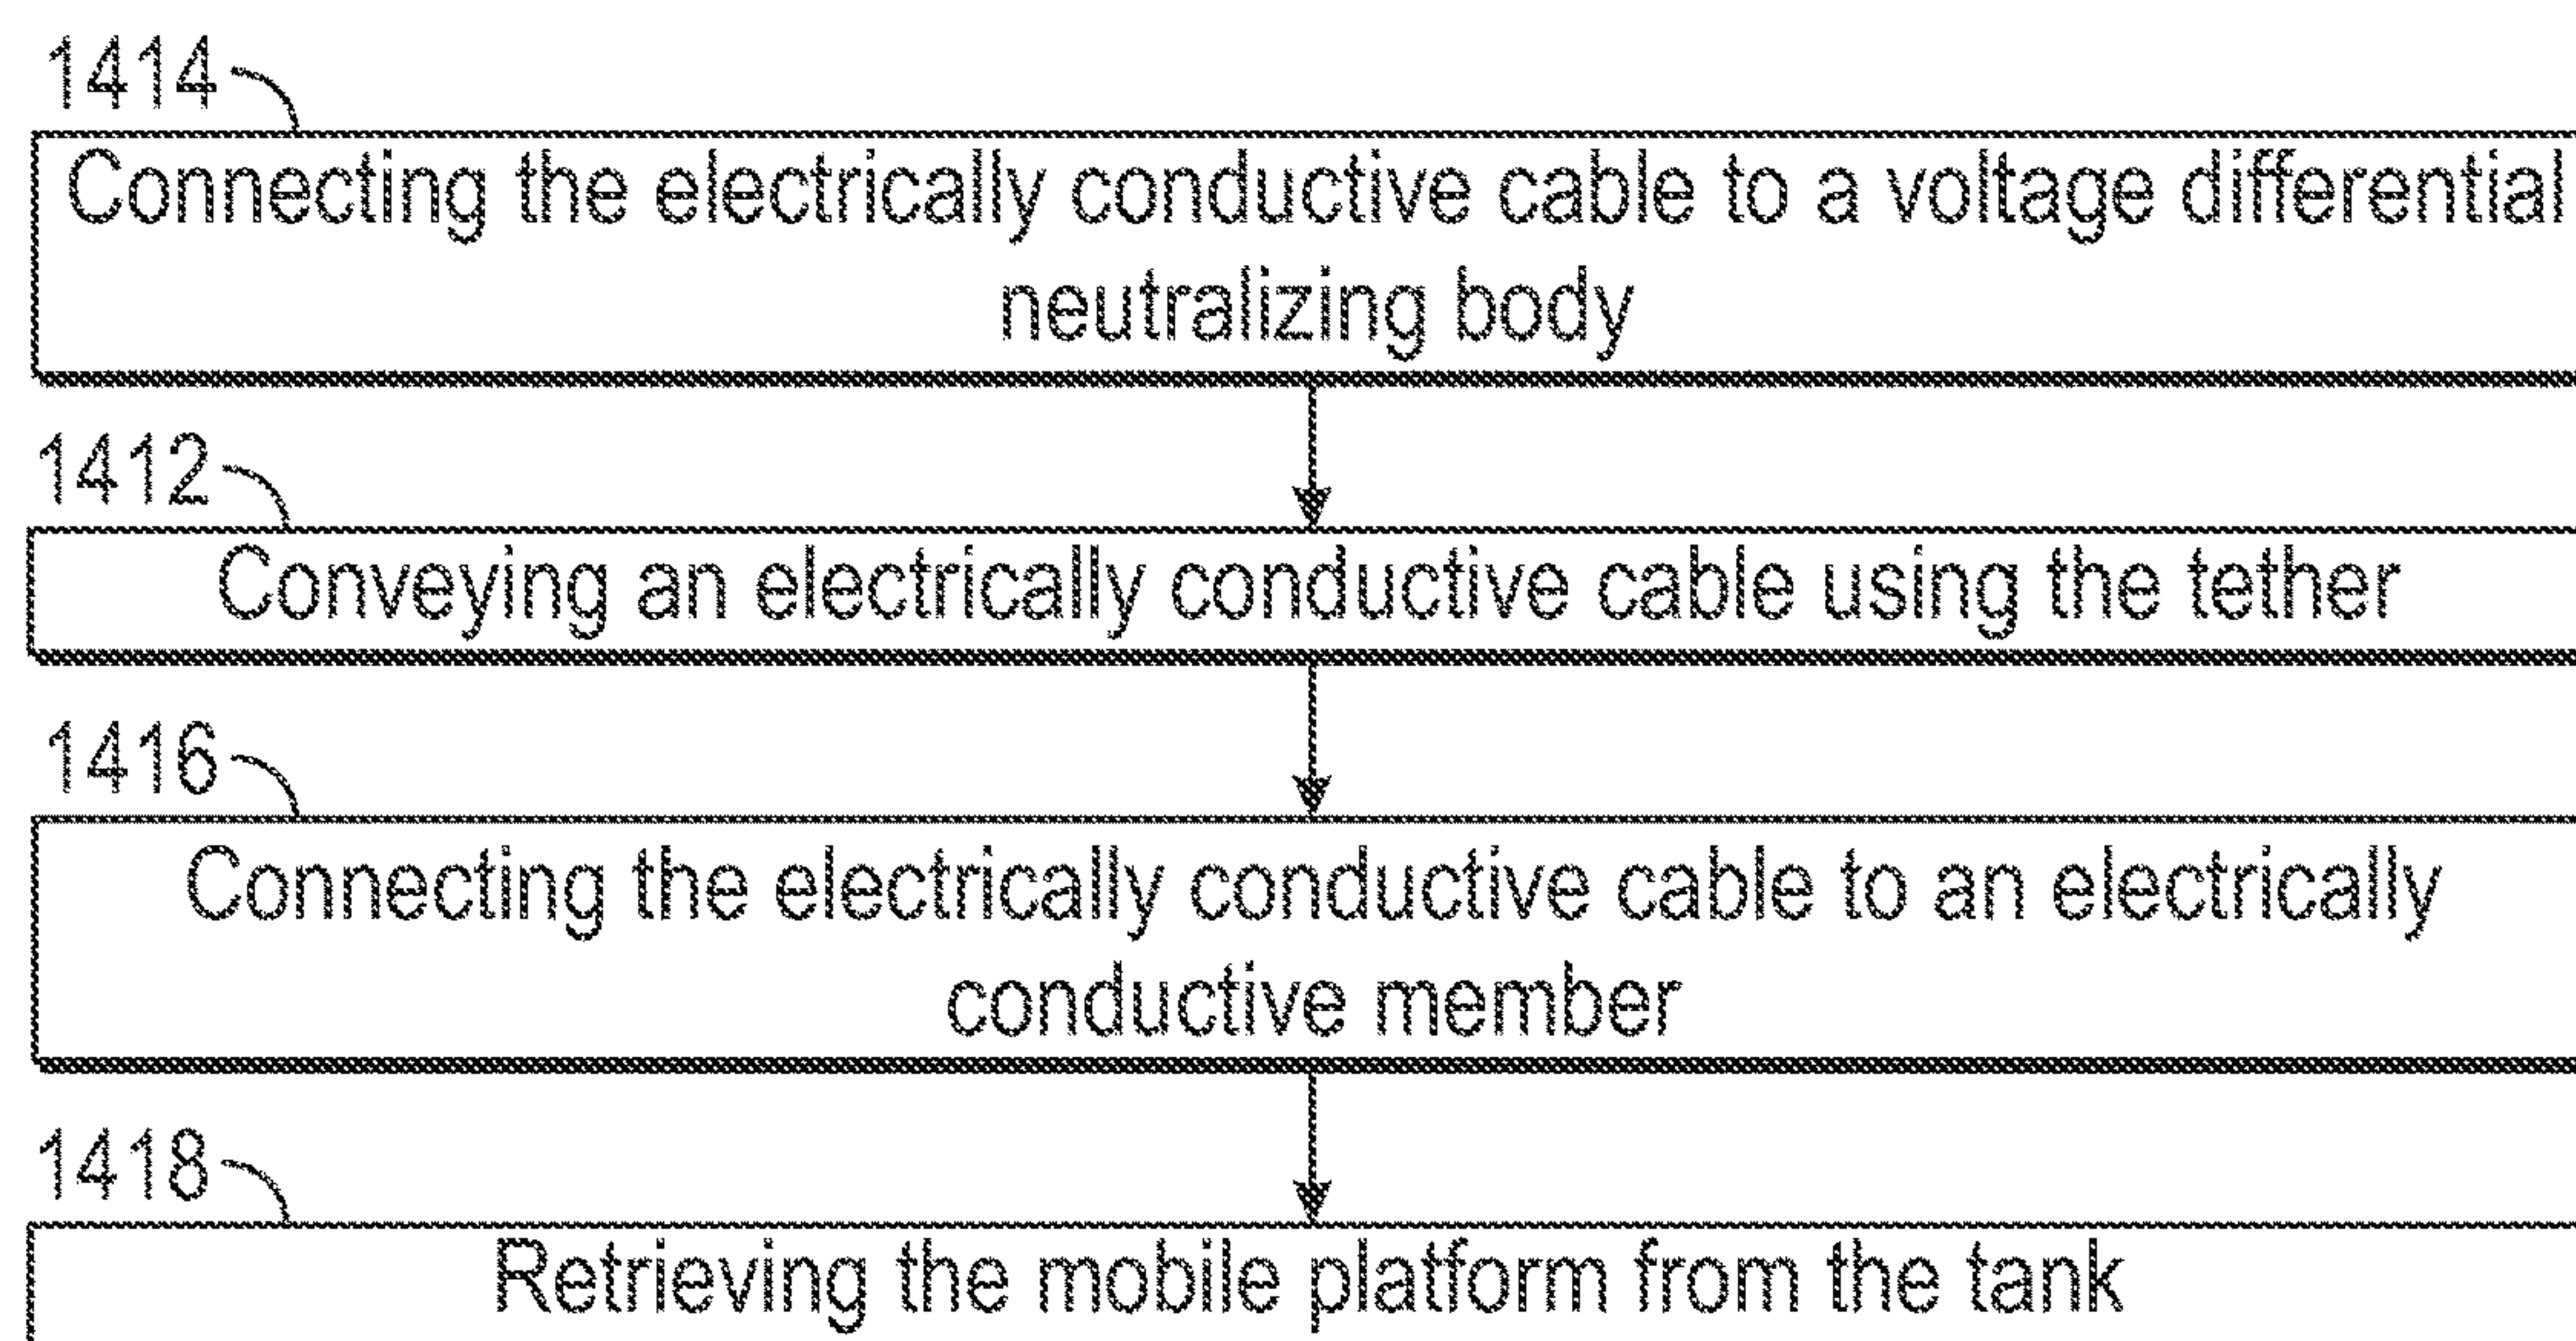 1414
Connecting the electrically conductive cable to a voltage differential
neutralizing body
1412
Conveying an electrically conductive cable using the tether
1416
Connecting the electrically conductive cable to an electrically
conductive member
1418
Retrieving the mobile platform from the tank